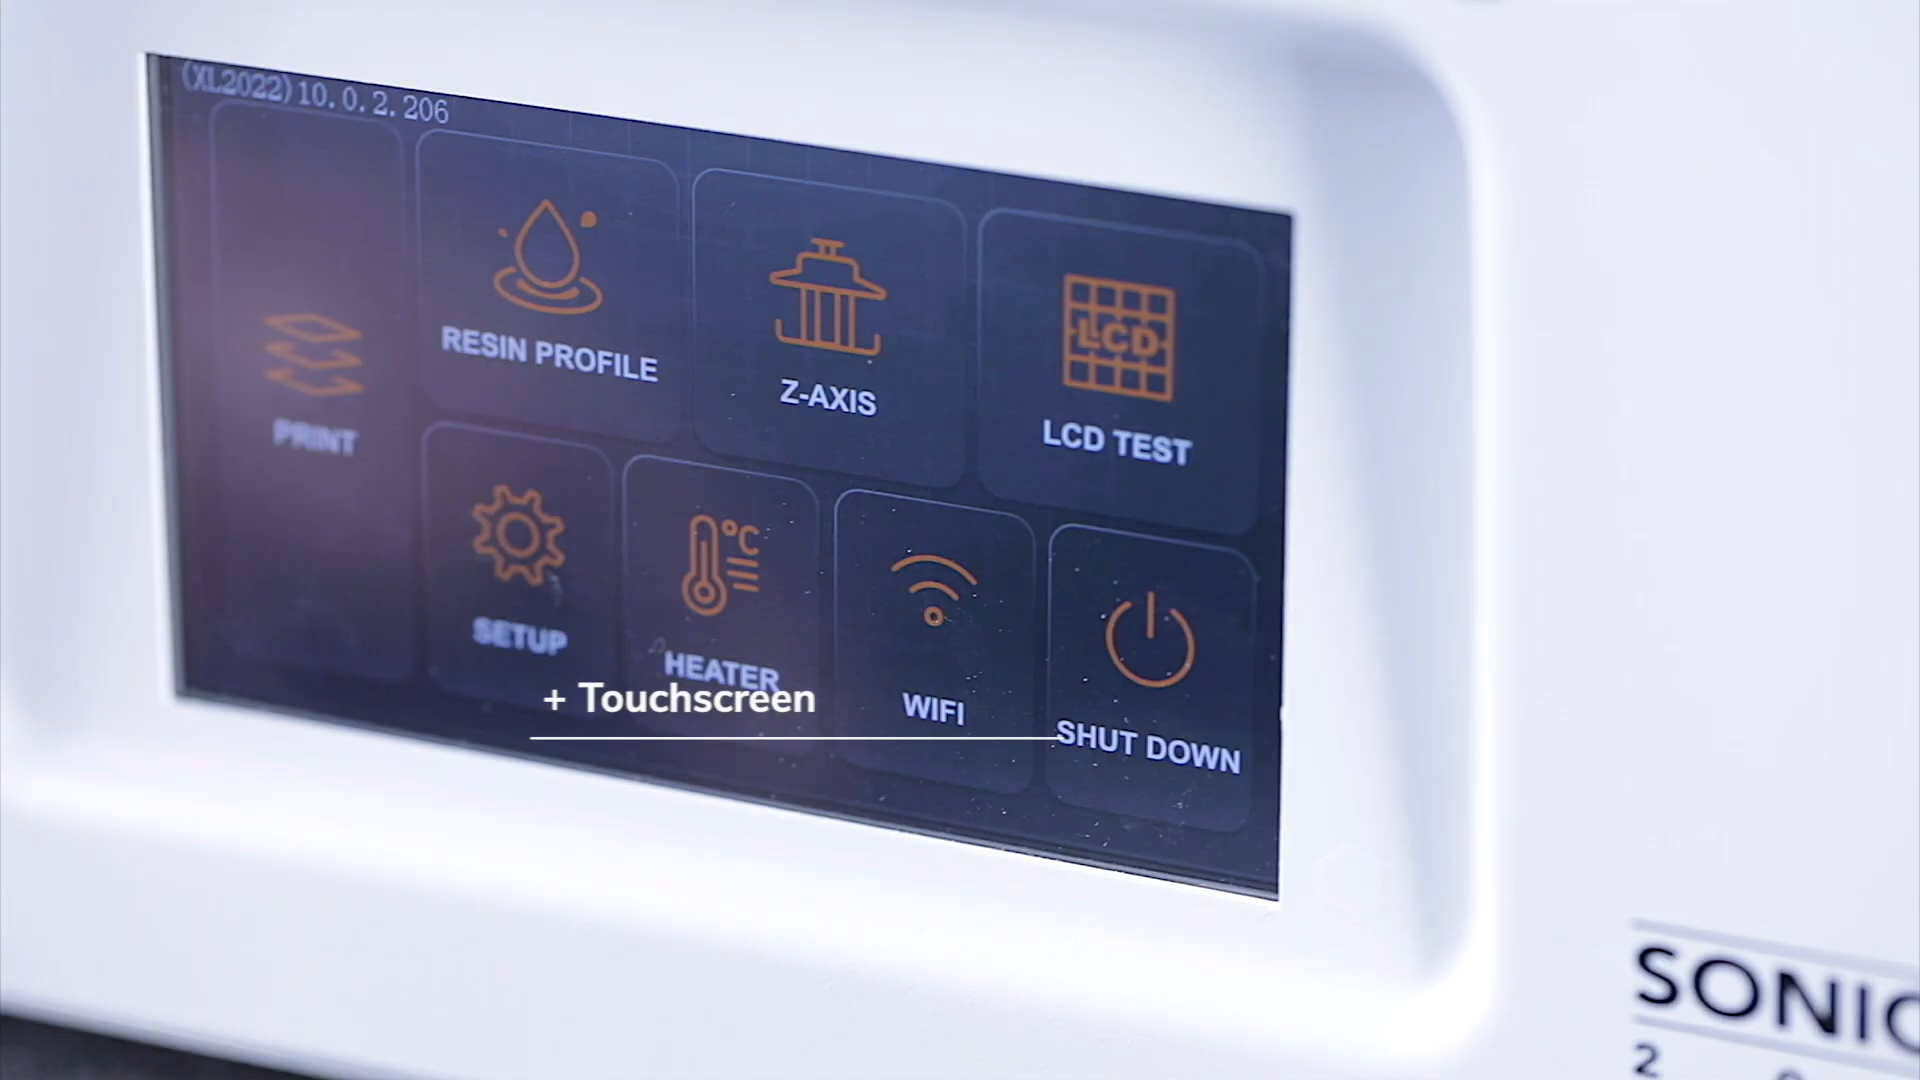 (XL2022)10.0.2.206
PRINT
RESIN PROFILE
Z-AXIS
LCD
LCD TEST
SETUP
°C
HEATER
WIFI
SHUT DOWN
+ Touchscreen
SONIC
2